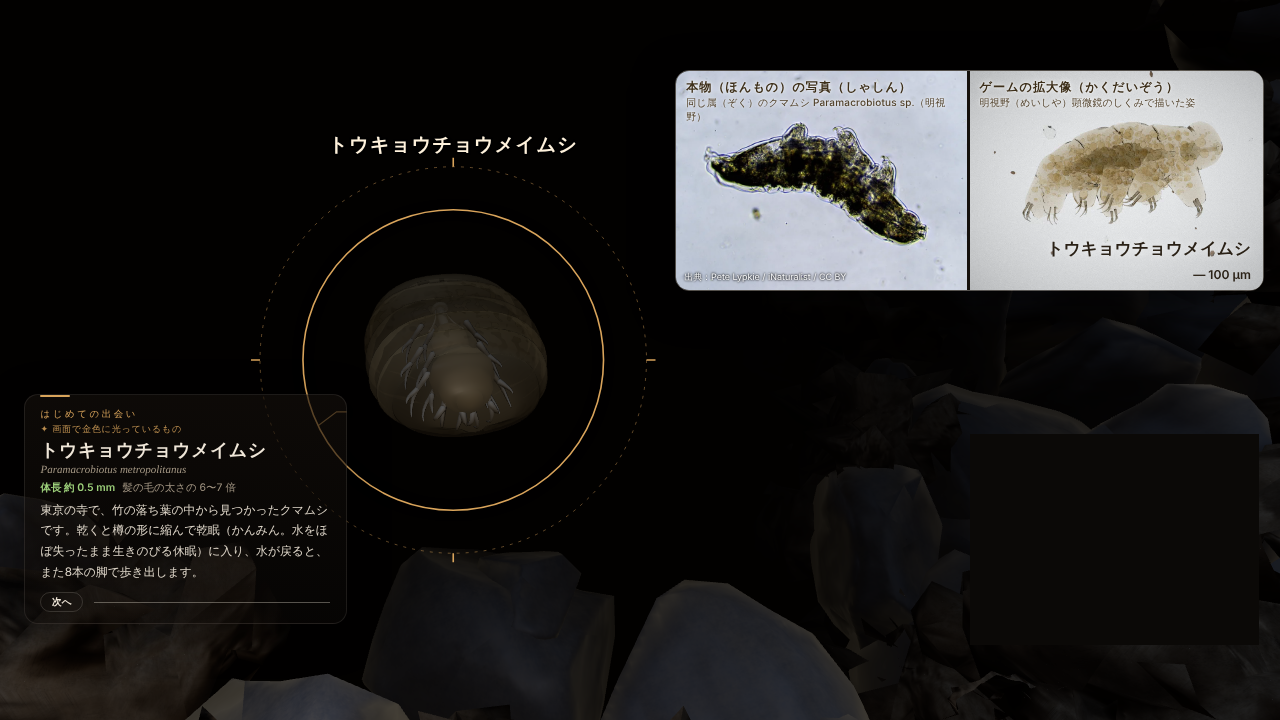 トウキョウチョウメイムシ
本物（ほんもの）の写真（しゃしん）
同じ属（ぞく）のクマムシ Paramacrobiotus sp.（明視
野）
出典：Pete Lypkie / iNaturalist / CC BY
ゲームの拡大像（かくだいぞう）
明視野（めいしや）顕微鏡のしくみで描いた姿
トウキョウチョウメイムシ
— 100 µm
はじめての出会い
✦ 画面で金色に光っているもの
トウキョウチョウメイムシ
Paramacrobiotus metropolitanus
体長 約 0.5 mm 髪の毛の太さの 6〜7 倍
東京の寺で、竹の落ち葉の中から見つかったクマムシ
です。乾くと樽の形に縮んで乾眠（かんみん。水をほ
ぼ失ったまま生きのびる休眠）に入り、水が戻ると、
また8本の脚で歩き出します。
次へ